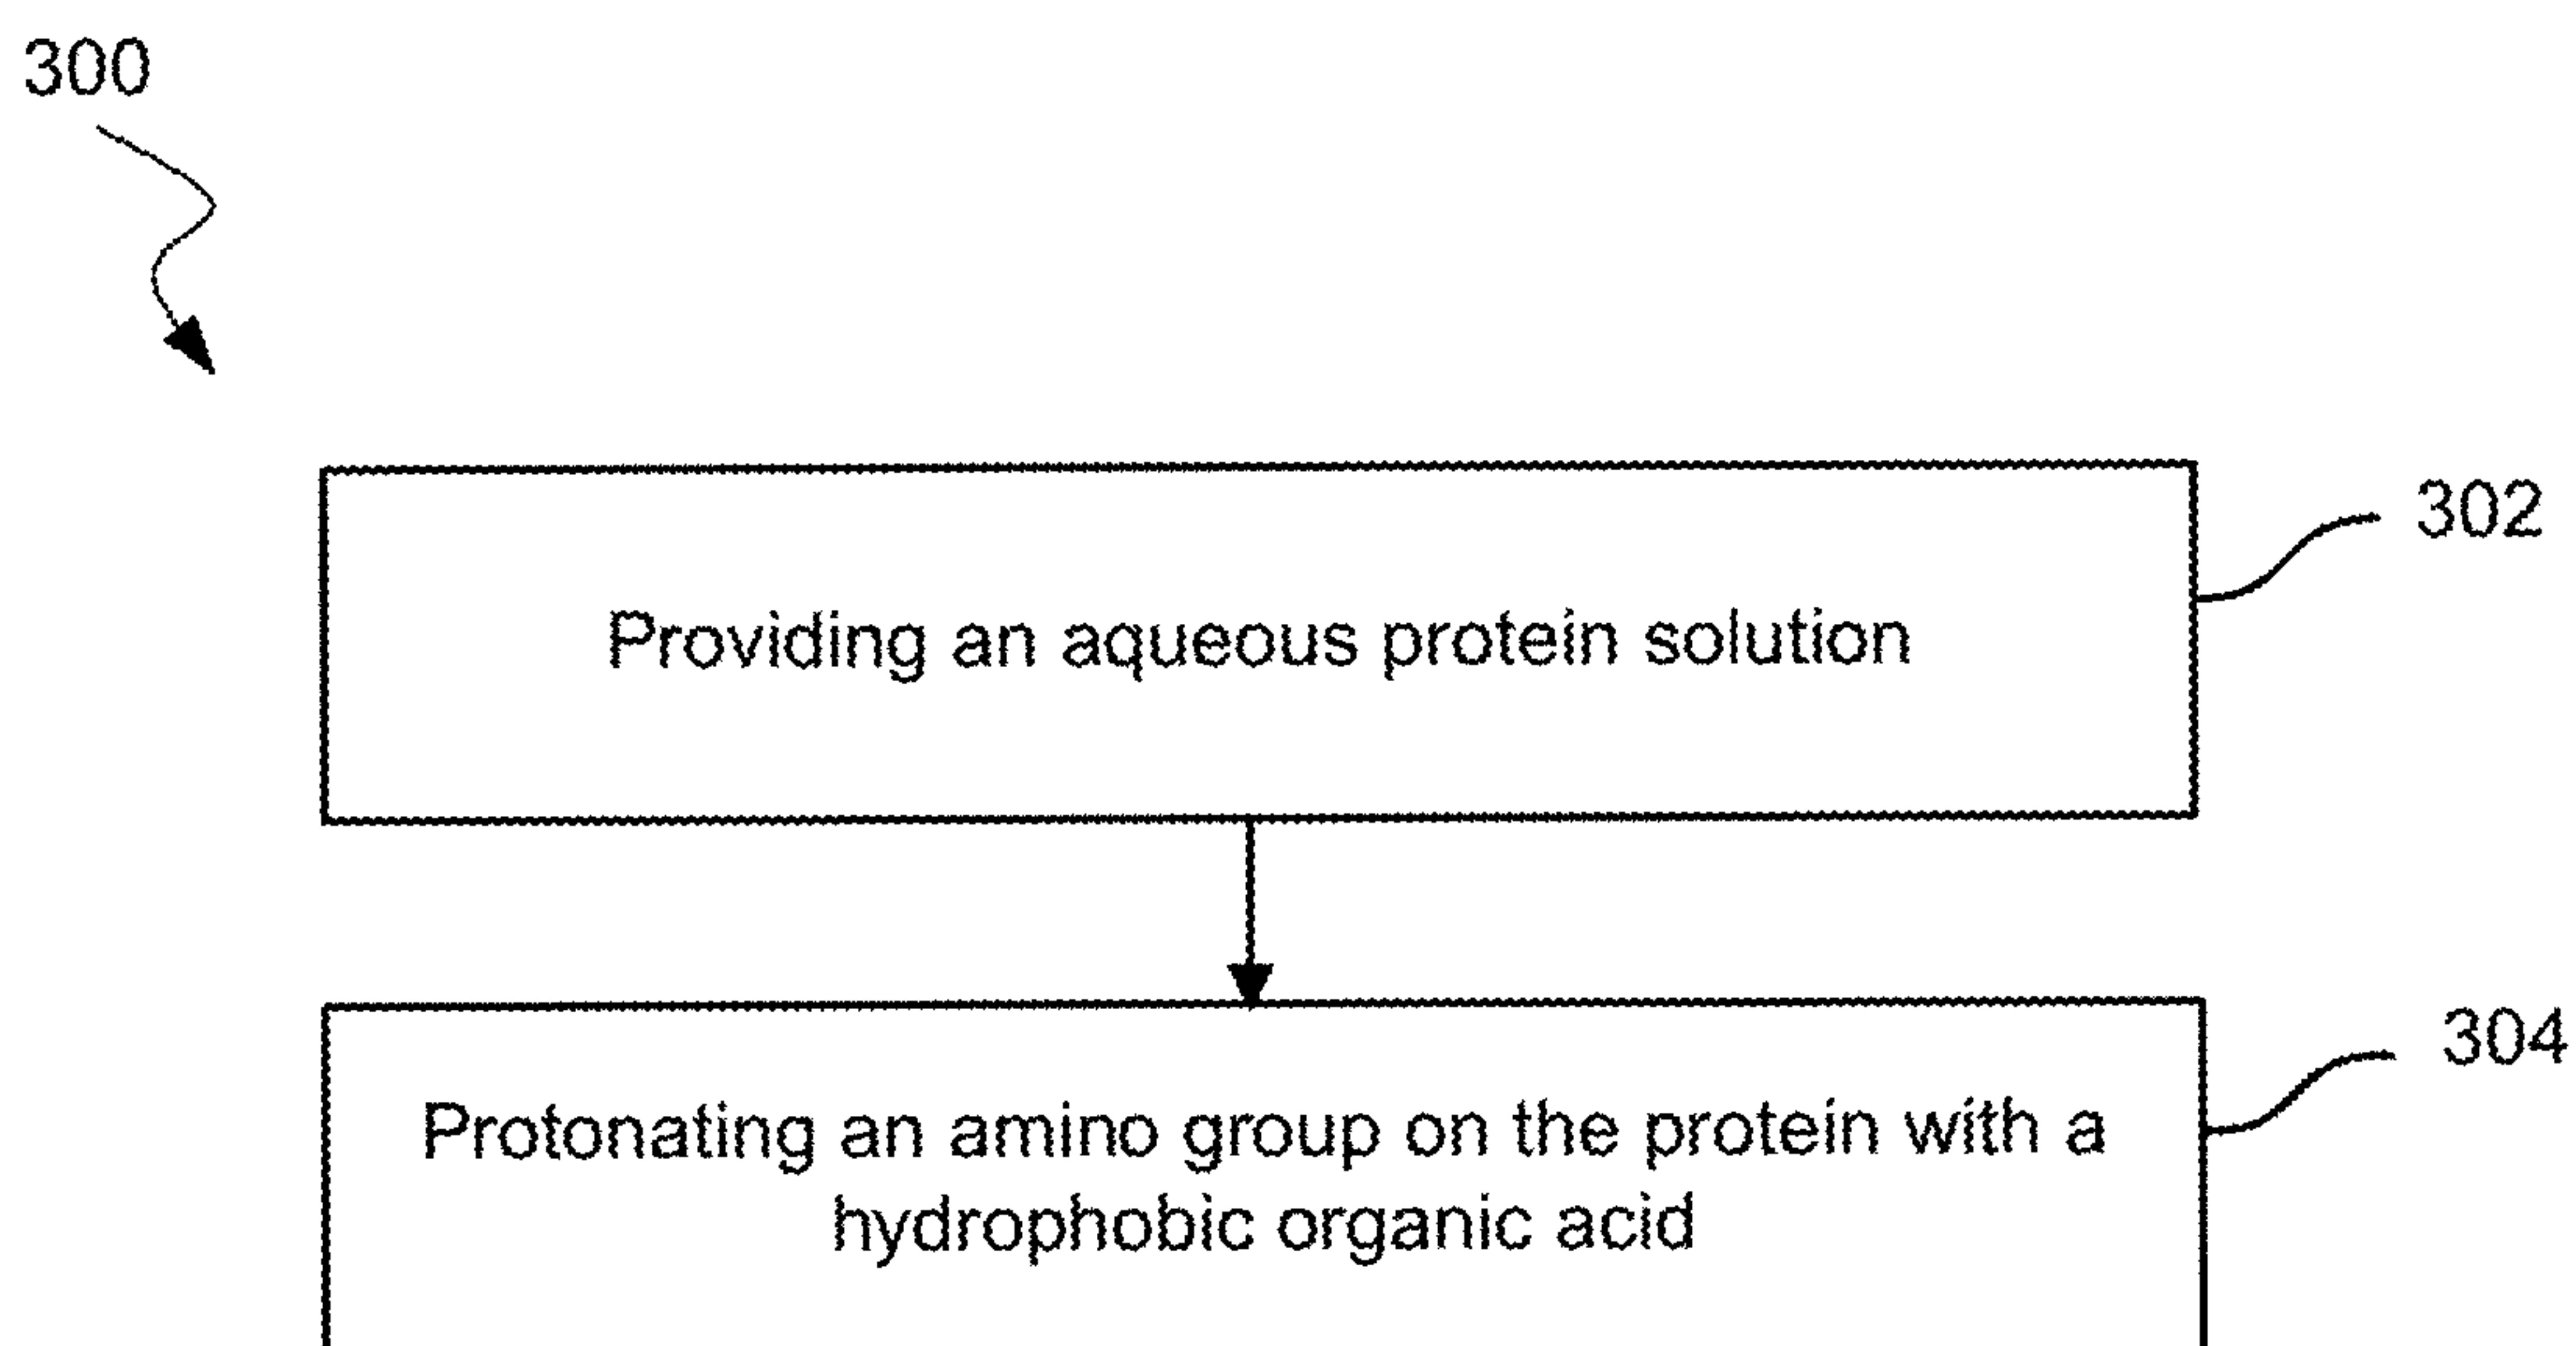 300
302
Providing an aqueous protein solution
304
Protonating an amino group on the protein with a
hydrophobic organic acid